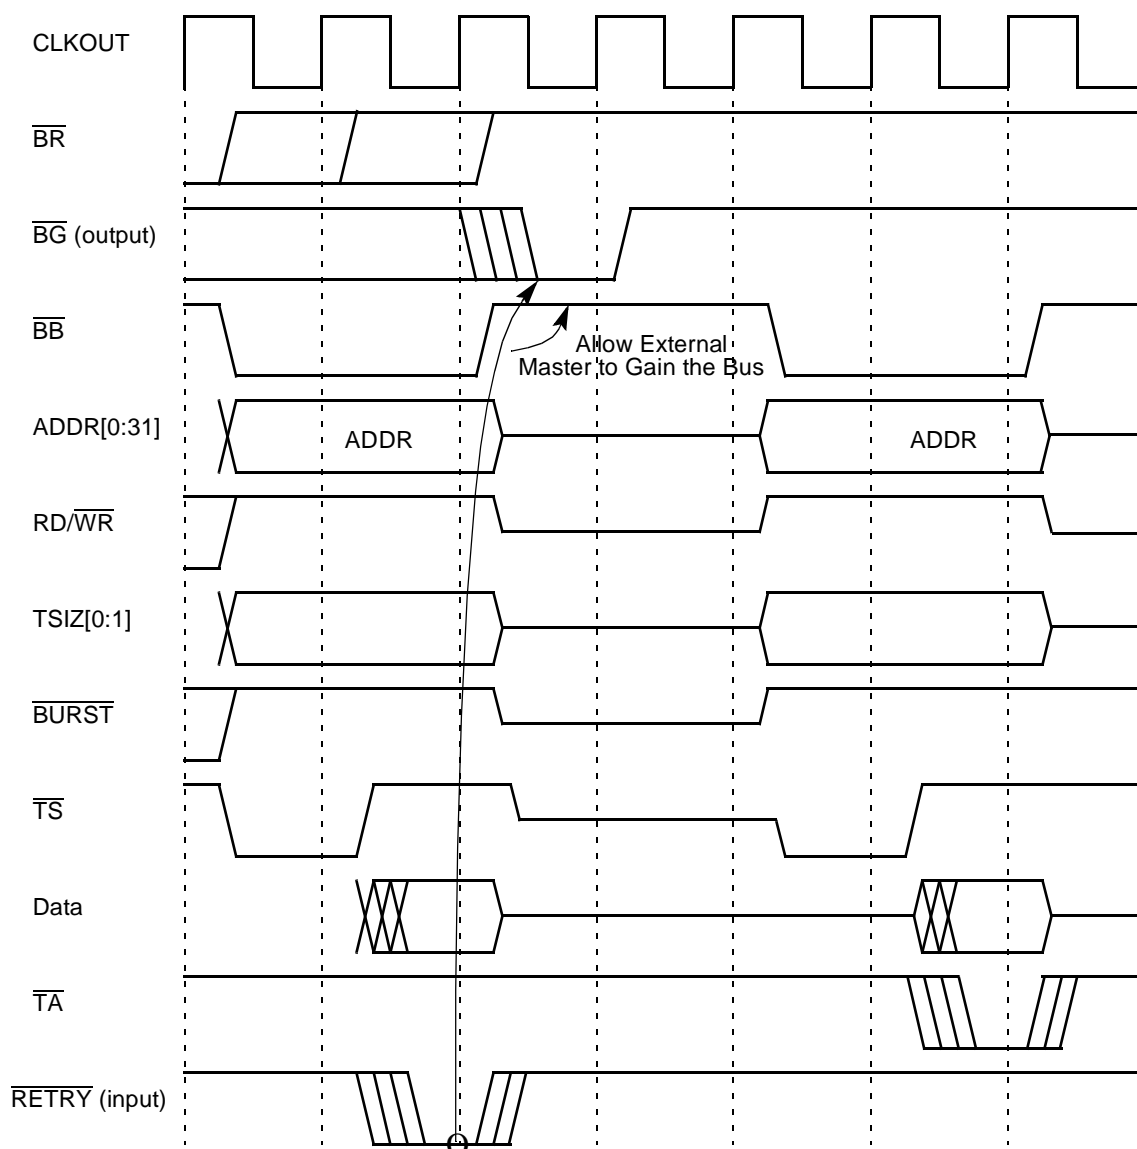 CLKOUT
BR
BG (output)
BB
Allow External
Master to Gain the Bus
ADDR[0:31]
ADDR
ADDR
RD/WR
TSIZ[0:1]
BURST
TS
Data
TA
RETRY (input)